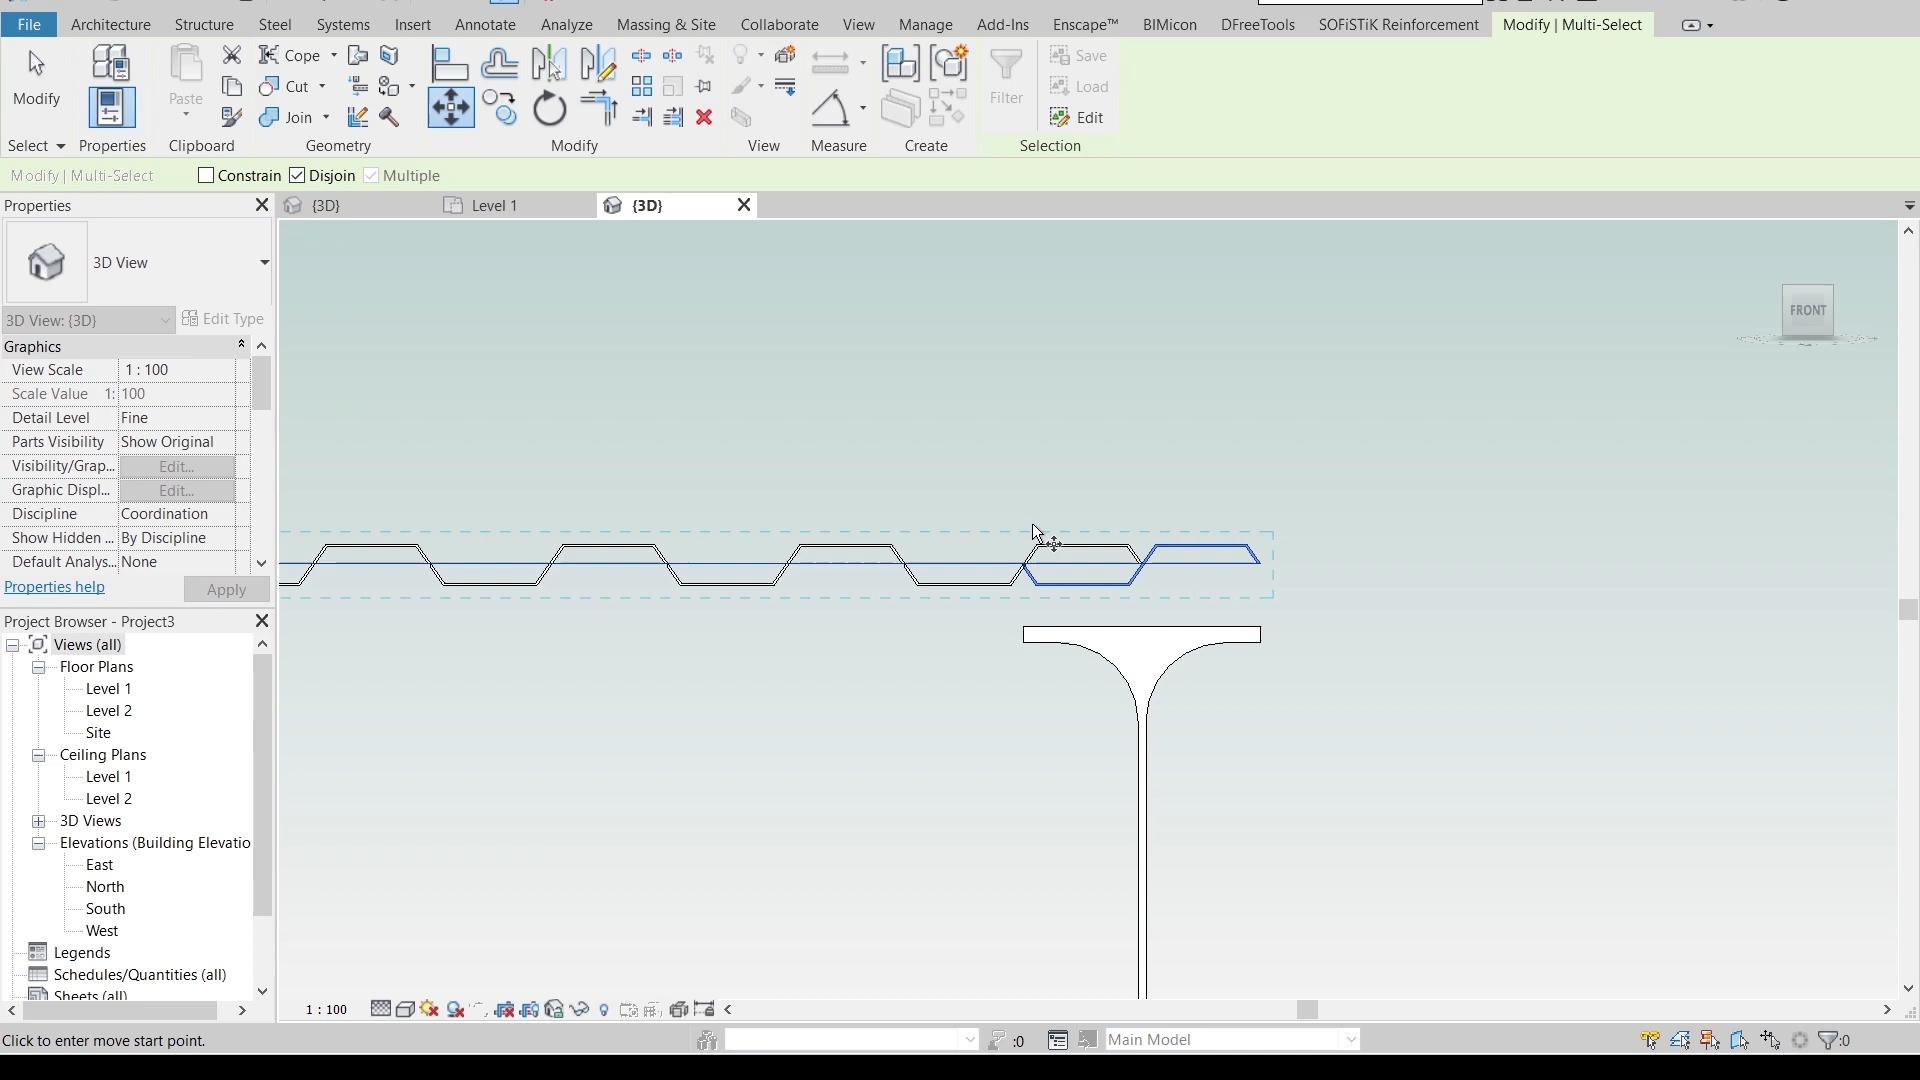 File Architecture Structure Steel Systems Insert Annotate Analyze Massing & Site Collaborate View Manage Add-Ins Enscape™ BIMicon DFreeTools SOFiSTiK Reinforcement Modify | Multi-Select
Modify Paste Cope Cut Join Filter Save Load Edit
Select Properties Clipboard Geometry Modify View Measure Create Selection
Modify | Multi-Select Constrain Disjoin Multiple
Properties {3D} Level 1 {3D}
3D View
3D View: {3D} Edit Type
Graphics
View Scale 1 : 100
Scale Value 1: 100
Detail Level Fine
Parts Visibility Show Original
Visibility/Grap... Edit...
Graphic Displ... Edit...
Discipline Coordination
Show Hidden ... By Discipline
Default Analys... None
Properties help Apply
Project Browser - Project3
Views (all)
Floor Plans
Level 1
Level 2
Site
Ceiling Plans
Level 1
Level 2
3D Views
Elevations (Building Elevatio
East
North
South
West
Legends
Schedules/Quantities (all)
Sheets (all)
FRONT
1 : 100
Click to enter move start point. :0 Main Model :0